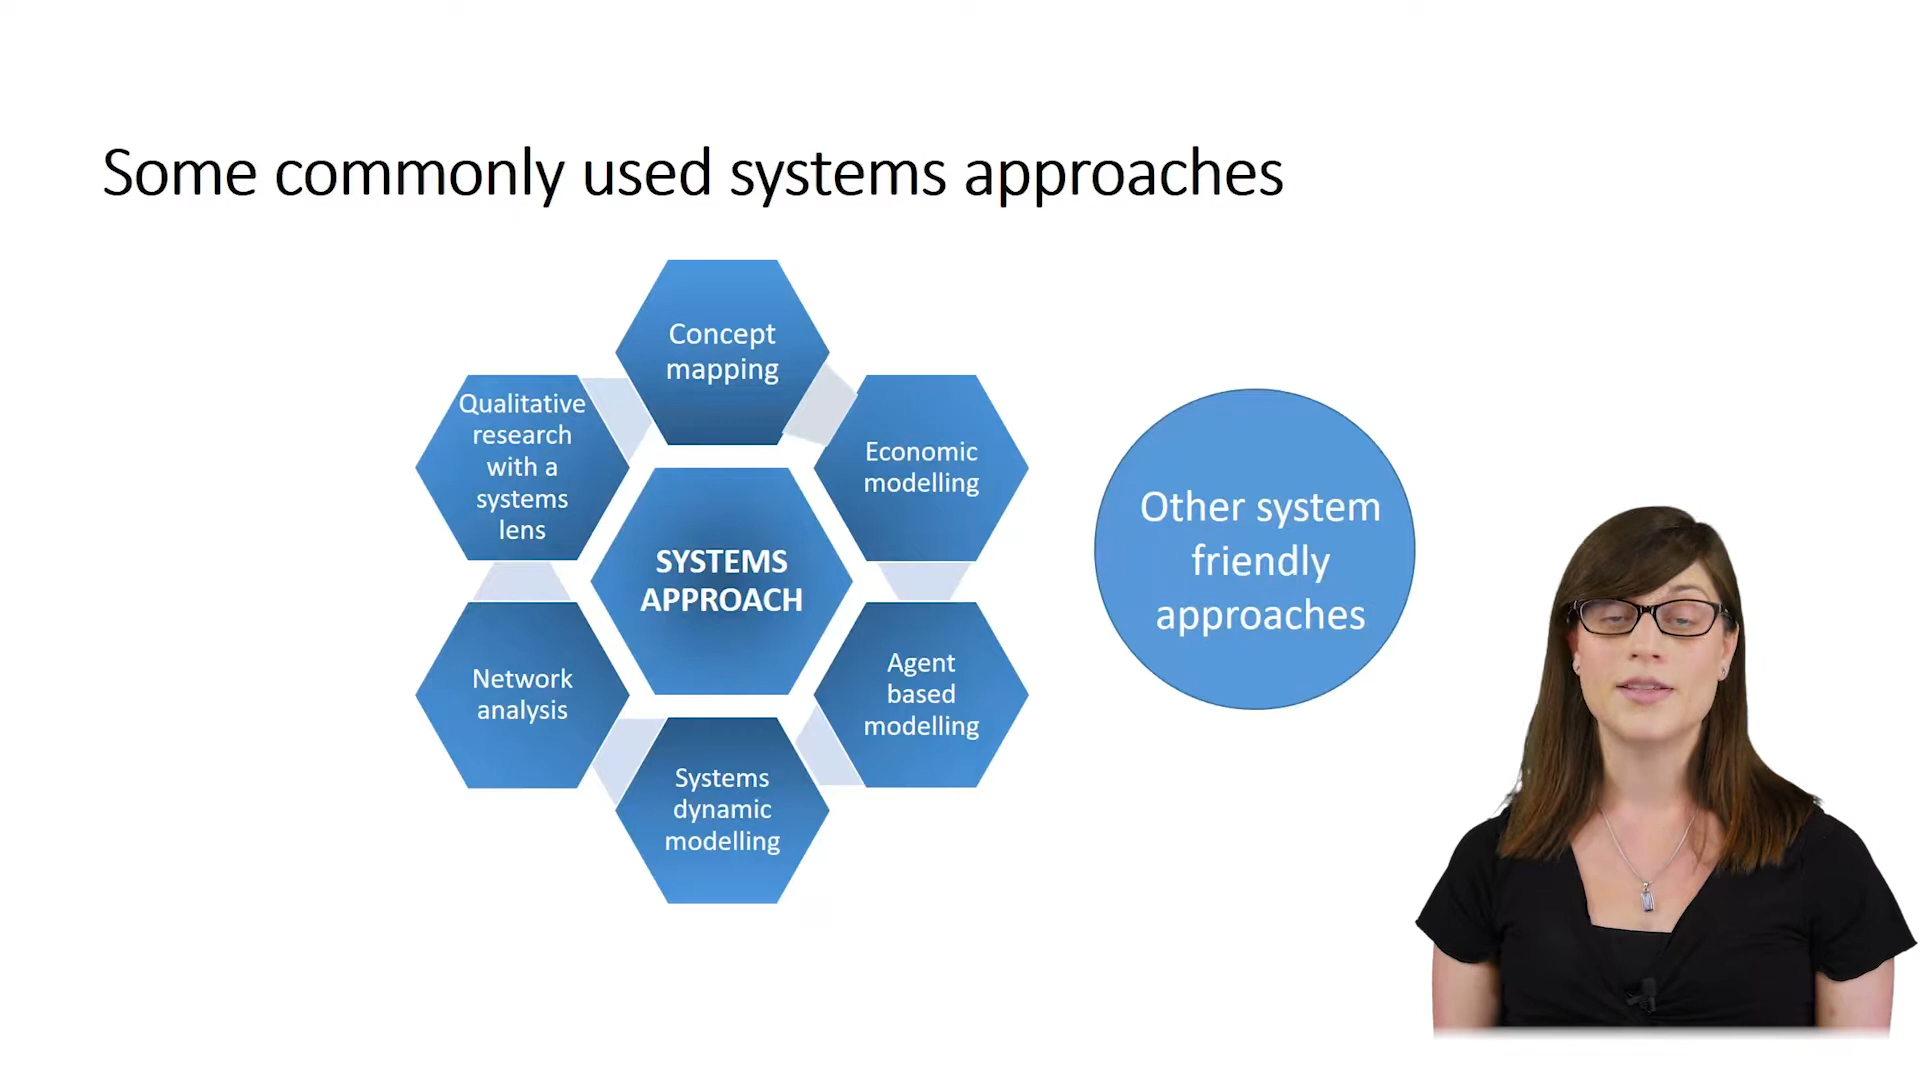 Some commonly used systems approaches
Concept
mapping
Qualitative
research
with a
systems
lens
Economic
modelling
SYSTEMS
APPROACH
Other system
friendly
approaches
Network
analysis
Agent
based
modelling
Systems
dynamic
modelling